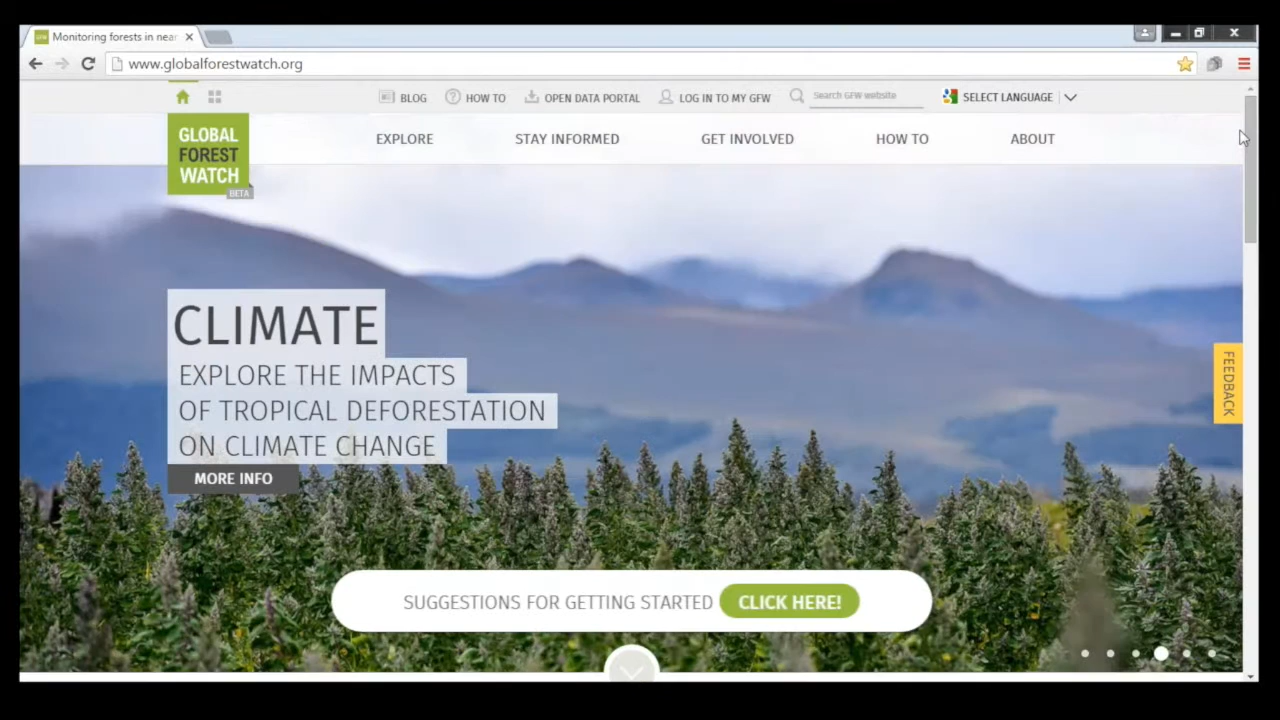 Monitoring forests in near
www.globalforestwatch.org
BLOG HOW TO OPEN DATA PORTAL LOG IN TO MY GFW Search GFW website SELECT LANGUAGE
GLOBAL
FOREST
WATCH
BETA
EXPLORE STAY INFORMED GET INVOLVED HOW TO ABOUT
CLIMATE
EXPLORE THE IMPACTS
OF TROPICAL DEFORESTATION
ON CLIMATE CHANGE
MORE INFO
FEEDBACK
SUGGESTIONS FOR GETTING STARTED CLICK HERE!